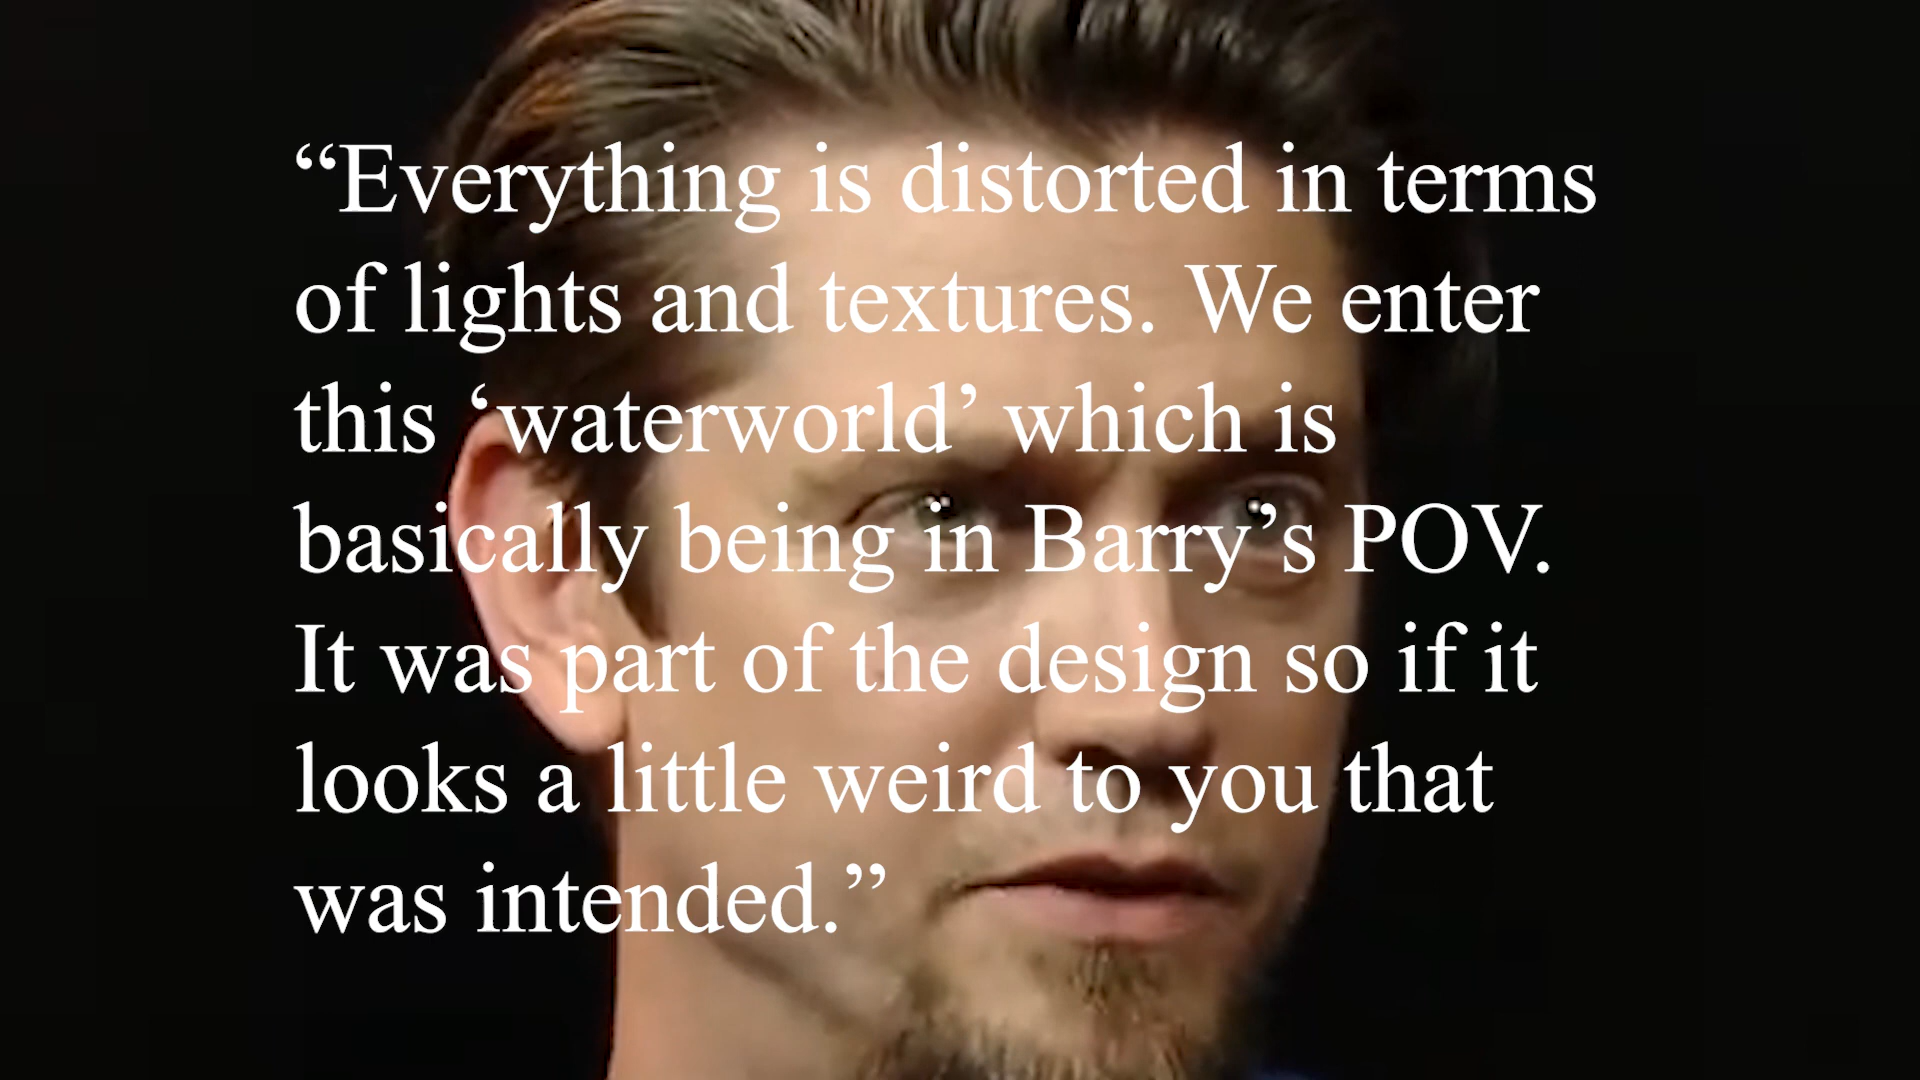 “Everything is distorted in terms
of lights and textures. We enter
this ‘waterworld’ which is
basically being in Barry’s POV.
It was part of the design so if it
looks a little weird to you that
was intended.”